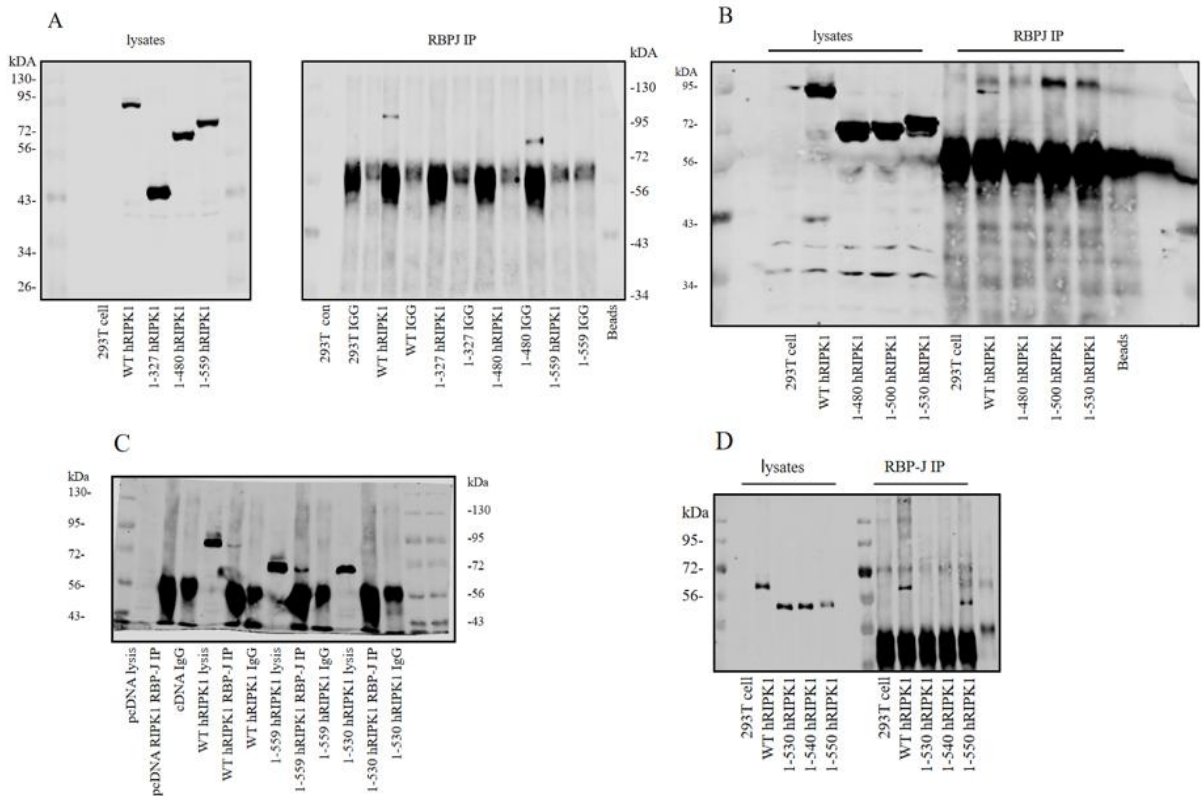 A
lysates
RBPJ IP
kDA
130-
95-
72-
56-
43-
34-
26-
kDA
-130
-95
-72
-56
-43
-34
293T cell
WT hRIPK1
1-327 hRIPK1
1-480 hRIPK1
1-559 hRIPK1
293T con
293T IGG
WT hRIPK1
WT IGG
1-327 hRIPK1
1-327 IGG
1-480 hRIPK1
1-480 IGG
1-559 hRIPK1
1-559 IGG
Beads
B
lysates
RBPJ IP
kDA
95-
72-
56-
43-
34-
293T cell
WT hRIPK1
1-480 hRIPK1
1-500 hRIPK1
1-530 hRIPK1
293T cell
WT hRIPK1
1-480 hRIPK1
1-500 hRIPK1
1-530 hRIPK1
Beads
C
kDa
130-
95-
72-
56-
43-
kDa
-130
-95
-72
-56
-43
pcDNA lysis
pcDNA RIPK1 RBP-J IP
cDNA IgG
WT hRIPK1 lysis
WT hRIPK1 RBP-J IP
WT hRIPK1 IgG
1-559 hRIPK1 lysis
1-559 hRIPK1 RBP-J IP
1-559 hRIPK1 IgG
1-530 hRIPK1 lysis
1-530 hRIPK1 RBP-J IP
1-530 hRIPK1 IgG
D
lysates
RBP-J IP
kDa
95-
72-
56-
293T cell
WT hRIPK1
1-530 hRIPK1
1-540 hRIPK1
1-550 hRIPK1
293T cell
WT hRIPK1
1-530 hRIPK1
1-540 hRIPK1
1-550 hRIPK1